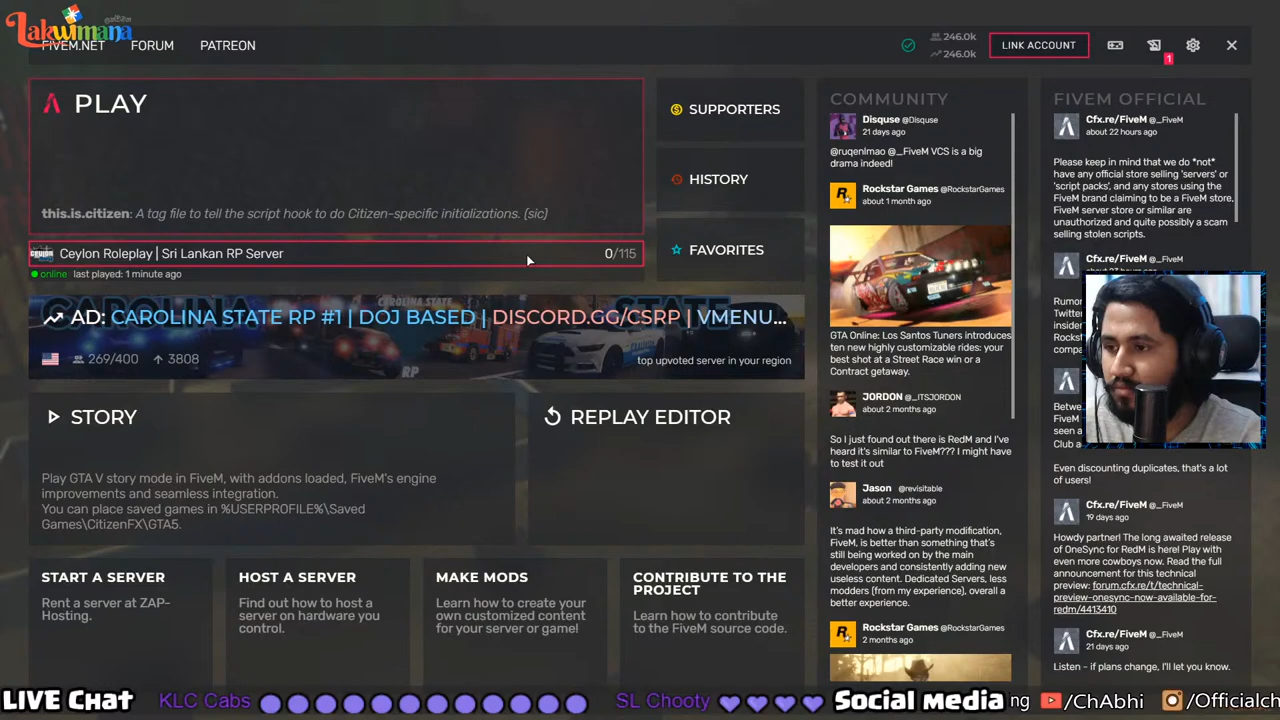 ලක්විමන
Lakwimana
FIVEM.NET
FORUM
PATREON
246.0k
246.0k
LINK ACCOUNT
1
PLAY
this.is.citizen: A tag file to tell the script hook to do Citizen-specific initializations. (sic)
Ceylon Roleplay | Sri Lankan RP Server
0/115
online last played: 1 minute ago
SUPPORTERS
HISTORY
FAVORITES
AD: CAROLINA STATE RP #1 | DOJ BASED | DISCORD.GG/CSRP | VMENU...
269/400
3808
top upvoted server in your region
STORY
Play GTA V story mode in FiveM, with addons loaded, FiveM's engine
improvements and seamless integration.
You can place saved games in %USERPROFILE%\Saved
Games\CitizenFX\GTA5.
REPLAY EDITOR
START A SERVER
Rent a server at ZAP-
Hosting.
HOST A SERVER
Find out how to host a
server on hardware you
control.
MAKE MODS
Learn how to create your
own customized content
for your server or game!
CONTRIBUTE TO THE
PROJECT
Learn how to contribute
to the FiveM source code.
COMMUNITY
Disquse @Disquse
21 days ago
@ruqenlmao @_FiveM VCS is a big
drama indeed!
Rockstar Games @RockstarGames
about 1 month ago
GTA Online: Los Santos Tuners introduces
ten new highly customizable rides: your
best shot at a Street Race win or a
Contract getaway.
JORDON @_ITSJORDON
about 2 months ago
So I just found out there is RedM and I've
heard it's similar to FiveM??? I might have
to test it out
Jason @revisitable
about 2 months ago
It's mad how a third-party modification,
FiveM, is better than something that's
still being worked on by the main
developers and consistently adding new
useless content. Dedicated Servers, less
modders (from my experience), overall a
better experience.
Rockstar Games @RockstarGames
2 months ago
FIVEM OFFICIAL
Cfx.re/FiveM @_FiveM
about 22 hours ago
Please keep in mind that we do *not*
have any official store selling 'servers' or
'script packs', and any stores using the
FiveM brand claiming to be a FiveM store,
FiveM server store or similar are
unauthorized and quite possibly a scam
selling stolen scripts.
Cfx.re/FiveM @_FiveM
Rumor
Twitter
insider
Rockst
compa
Betwe
FiveM
seen a
Social
Club a
Even discounting duplicates, that's a lot
of users!
Cfx.re/FiveM @_FiveM
19 days ago
Howdy partner! The long awaited release
of OneSync for RedM is here! Play with
even more cowboys now. Read the full
announcement for this technical
preview: forum.cfx.re/t/technical-
preview-onesync-now-available-for-
redm/4413410
Cfx.re/FiveM @_FiveM
21 days ago
Listen - if plans change, I'll let you know.
LIVE Chat
KLC Cabs
SL Chooty
Social Media
ng
/ChAbhi
/Officialch